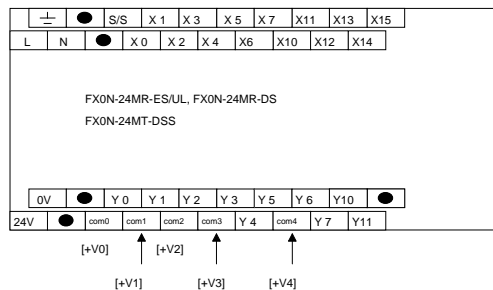 S/S X 1 X 3 X 5 X 7 X11 X13 X15
L N X 0 X 2 X 4 X6 X10 X12 X14
FX0N-24MR-ES/UL, FX0N-24MR-DS
FX0N-24MT-DSS
0V Y 0 Y 1 Y 2 Y 3 Y 5 Y 6 Y10
24V com0 com1 com2 com3 Y 4 com4 Y 7 Y11
[+V0] [+V2]
[+V1] [+V3] [+V4]